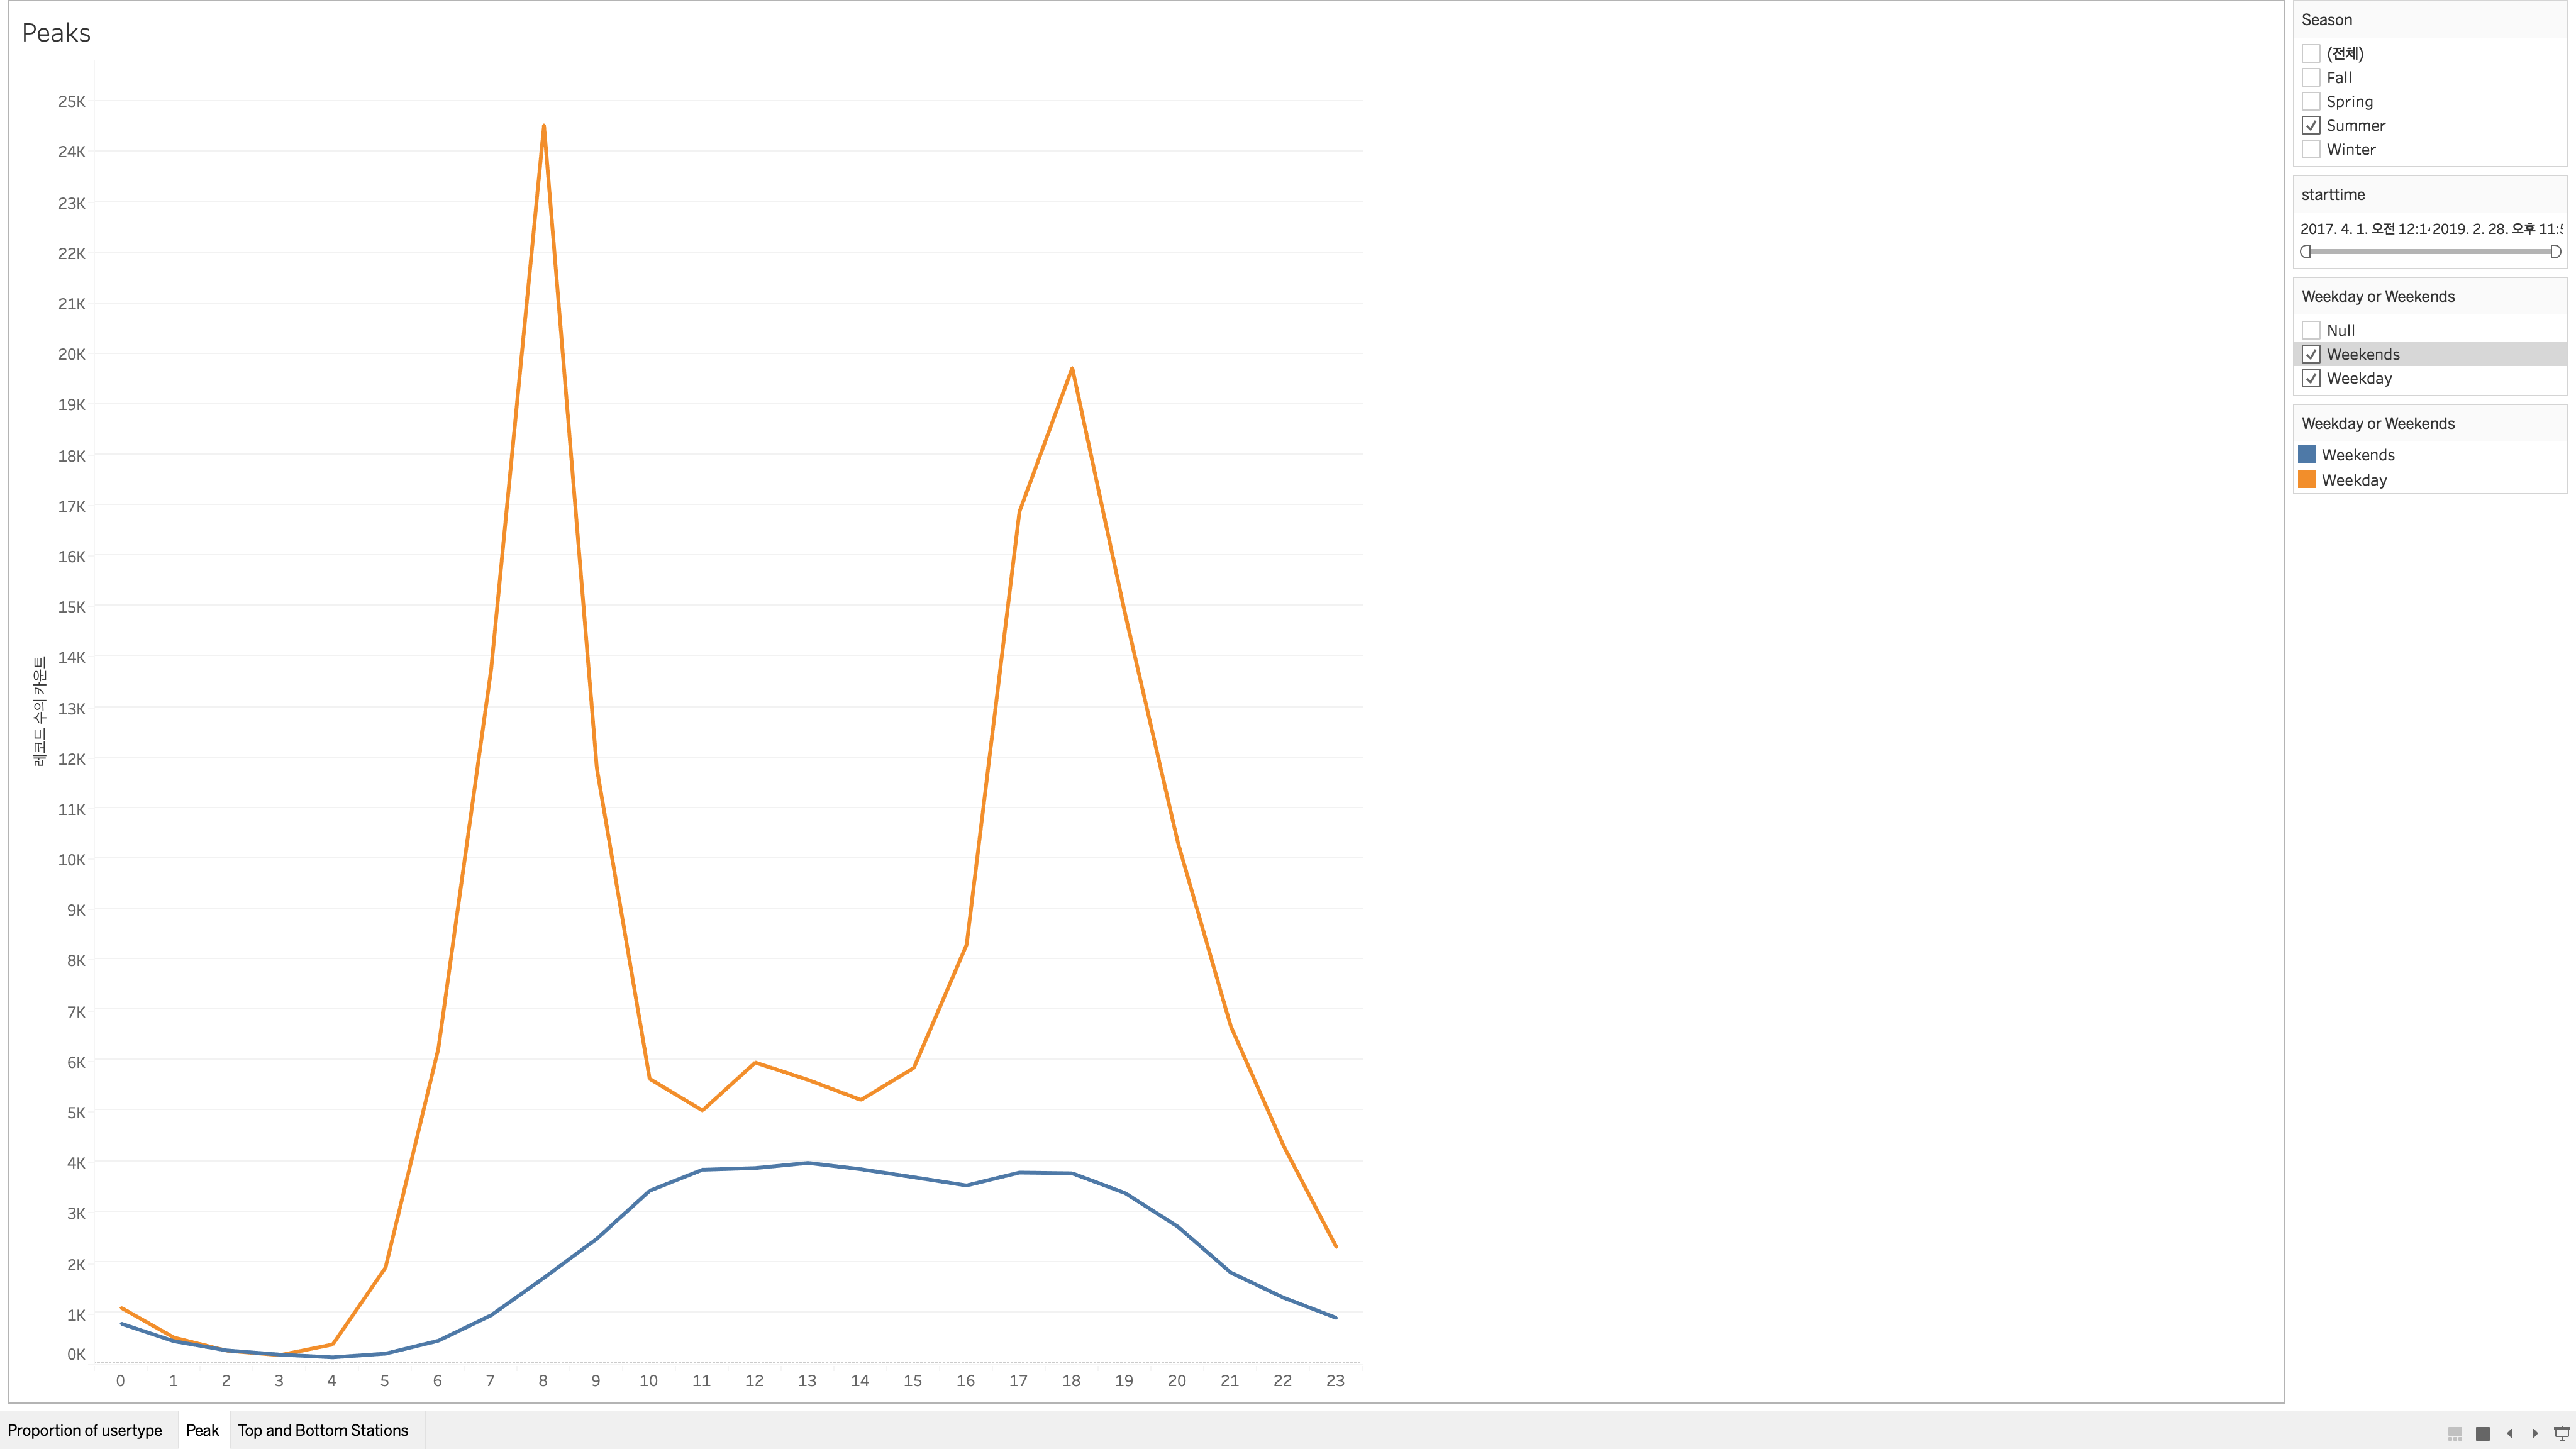 Peaks
25K
24K
23K
22K
21K
20K
19K
18K
17K
16K
15K
14K
13K
12K
11K
10K
9K
8K
7K
6K
5K
4K
3K
2K
1K
0K
레코드 수의 카운트
0 1 2 3 4 5 6 7 8 9 10 11 12 13 14 15 16 17 18 19 20 21 22 23
Season
(전체)
Fall
Spring
Summer
Winter
starttime
2017. 4. 1. 오전 12:1 2019. 2. 28. 오후 11:
Weekday or Weekends
Null
Weekends
Weekday
Weekday or Weekends
Weekends
Weekday
Proportion of usertype Peak Top and Bottom Stations